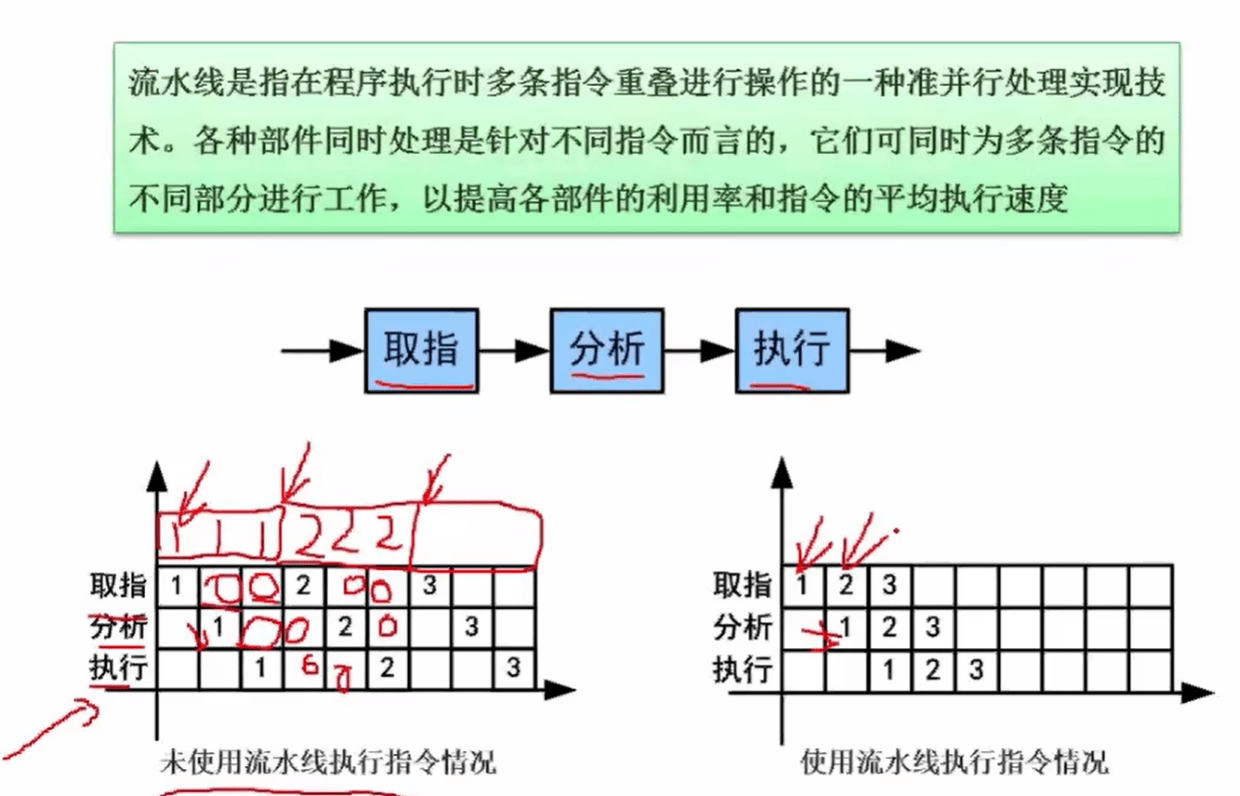 流水线是指在程序执行时多条指令重叠进行操作的一种准并行处理实现技
术。各种部件同时处理是针对不同指令而言的，它们可同时为多条指令的
不同部分进行工作，以提高各部件的利用率和指令的平均执行速度
取指 分析 执行
1 1 1 2 2 2
取指 1 0 0 2 0 0 3
分析 1 0 0 2 0 3
执行 1 6 0 2 3
未使用流水线执行指令情况
取指 1 2 3
分析 1 2 3
执行 1 2 3
使用流水线执行指令情况